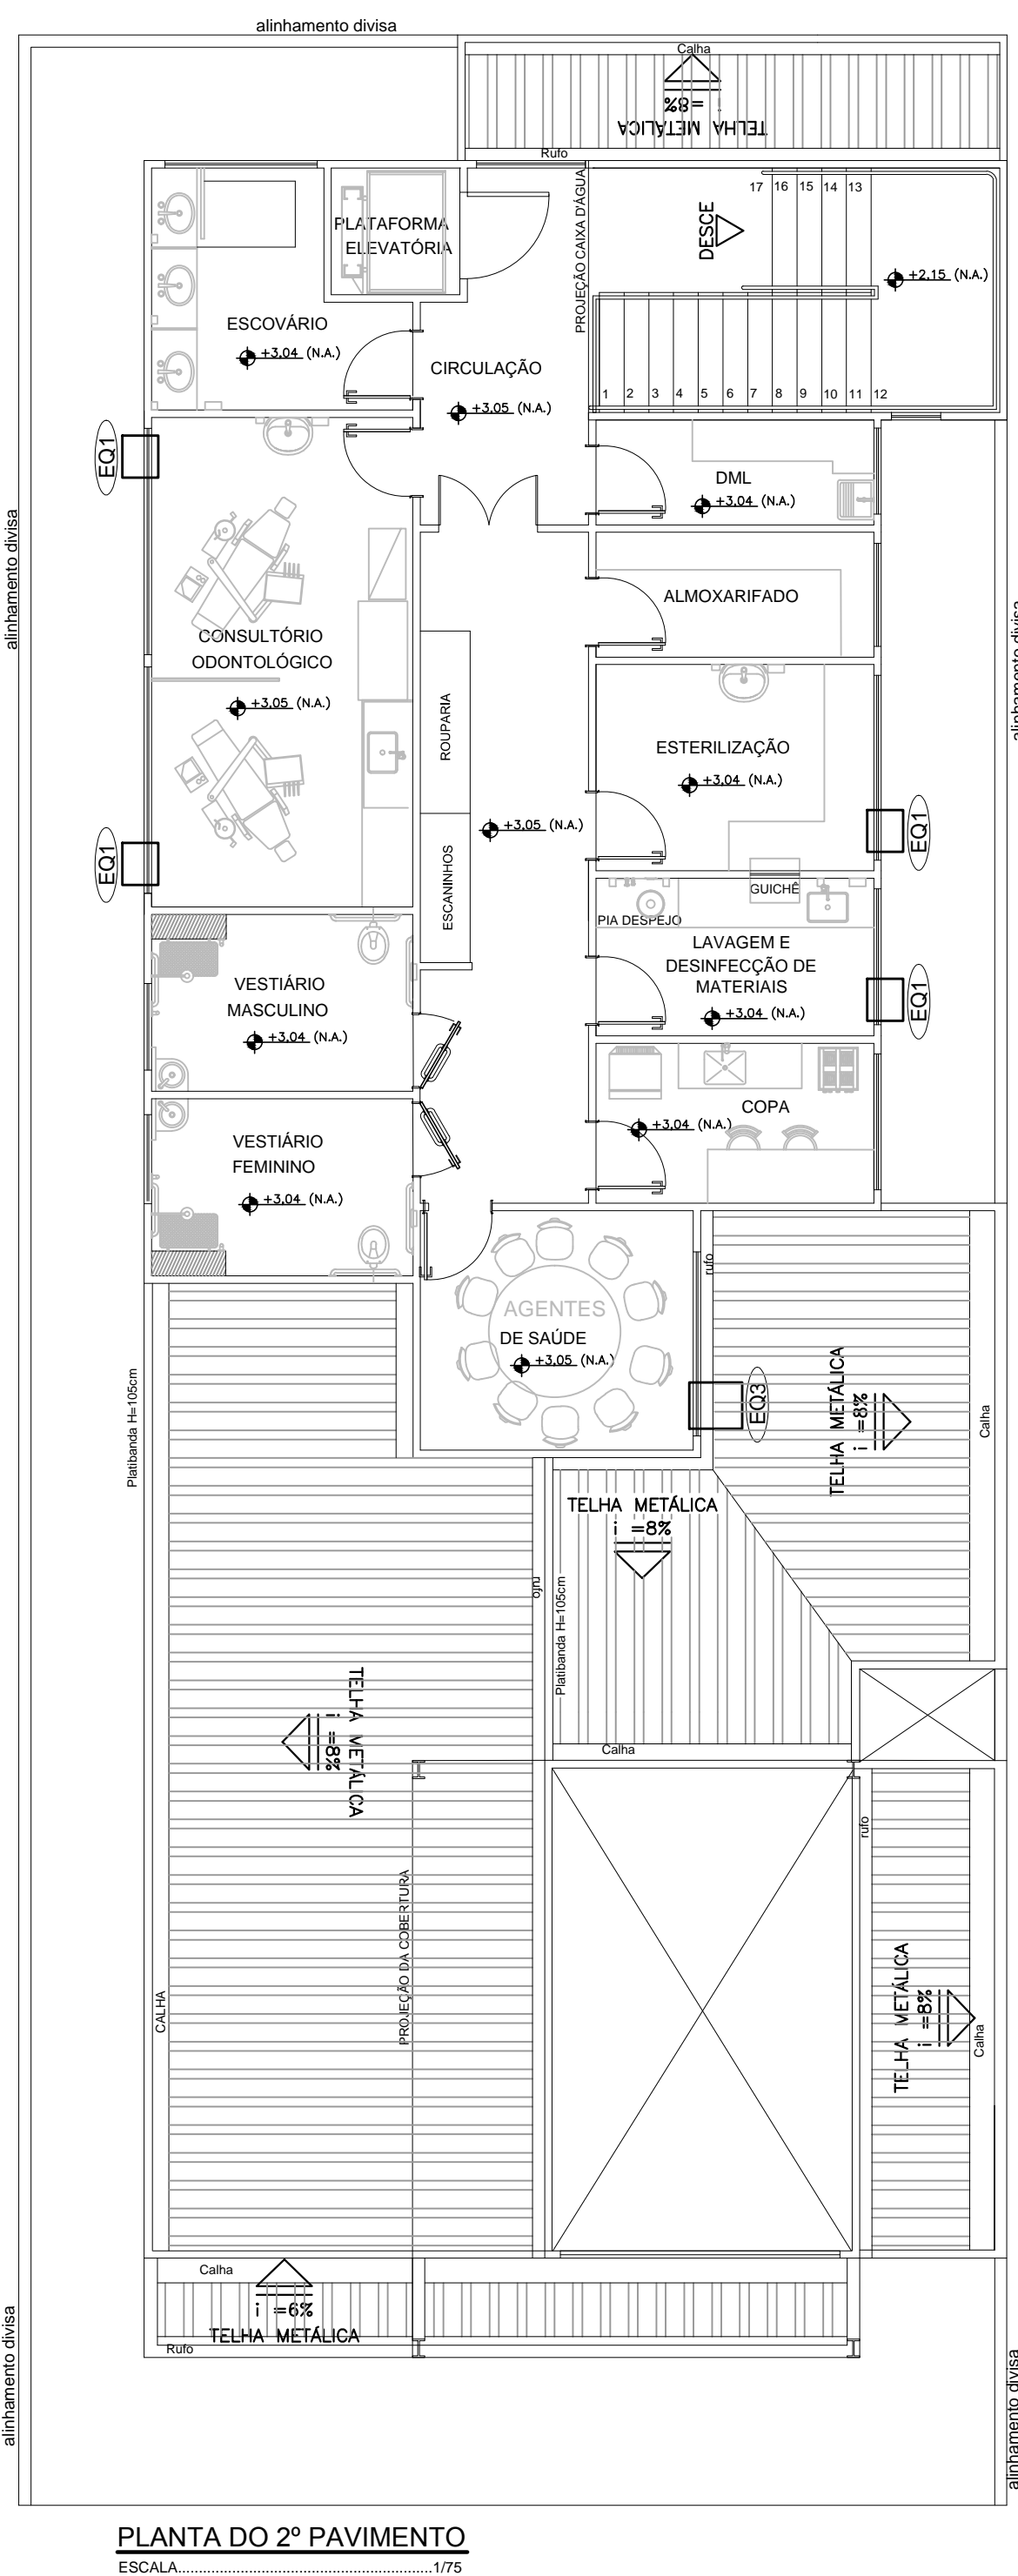 alinhamento divisa
Calha
i =8%
TELHA METÁLICA
Rufo
PLATAFORMA
ELEVATÓRIA
PROJEÇÃO CAIXA D'ÁGUA
DESCE
17 16 15 14 13
+2,15 (N.A.)
ESCOVÁRIO
+3,04 (N.A.)
CIRCULAÇÃO
+3,05 (N.A.)
1 2 3 4 5 6 7 8 9 10 11 12
EQ1
DML
+3,04 (N.A.)
alinhamento divisa
ALMOXARIFADO
alinhamento divisa
CONSULTÓRIO
ODONTOLÓGICO
+3,05 (N.A.)
ROUPARIA
ESTERILIZAÇÃO
+3,04 (N.A.)
+3,05 (N.A.)
EQ1
EQ1
ESCANINHOS
GUICHÊ
PIA DESPEJO
LAVAGEM E
DESINFECÇÃO DE
MATERIAIS
+3,04 (N.A.)
EQ1
VESTIÁRIO
MASCULINO
+3,04 (N.A.)
COPA
+3,04 (N.A.)
VESTIÁRIO
FEMININO
+3,04 (N.A.)
rufo
AGENTES
DE SAÚDE
+3,05 (N.A.)
EQ3
Platibanda H=105cm
TELHA METÁLICA
i =8%
Calha
TELHA METÁLICA
i =8%
rufo
Platibanda H=105cm
TELHA METÁLICA
i =8%
Calha
rufo
PROJEÇÃO DA COBERTURA
CALHA
TELHA METÁLICA
i =8%
Calha
Calha
i =6%
TELHA METÁLICA
Rufo
alinhamento divisa
alinhamento divisa
PLANTA DO 2º PAVIMENTO
ESCALA..............................................................1/75